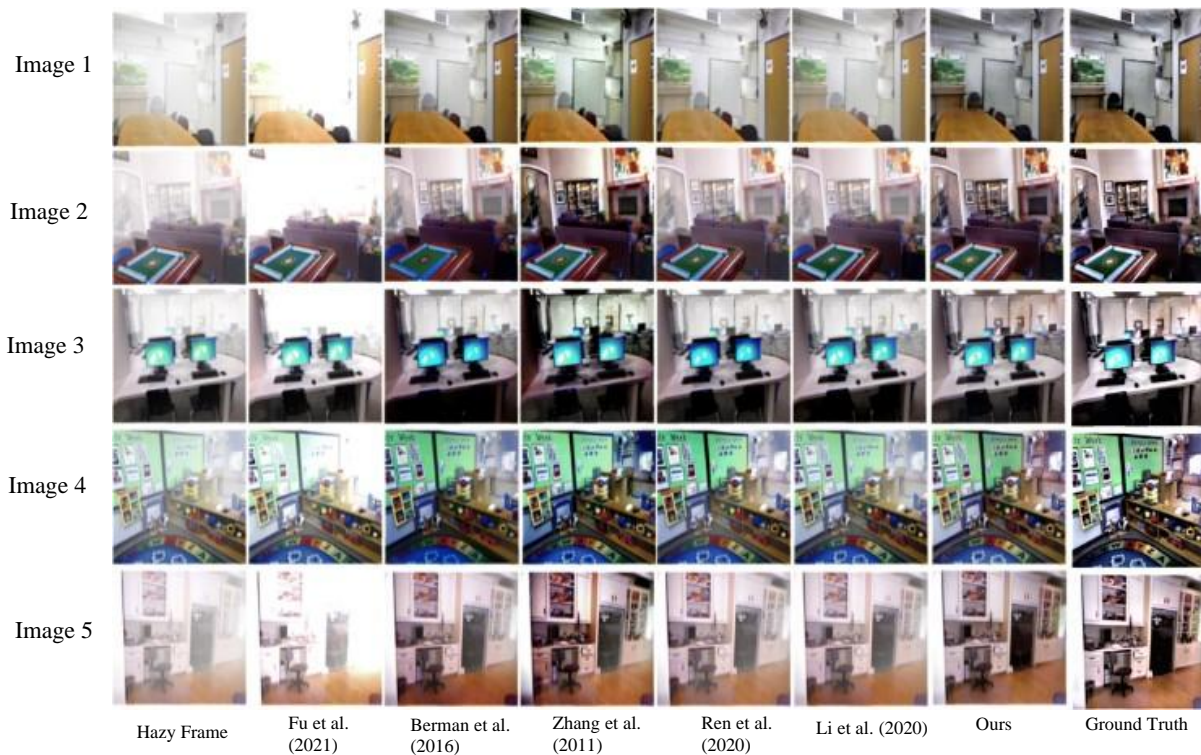 Image 1
Image 2
Image 3
Image 4
Image 5
Hazy Frame
Fu et al.
(2021)
Berman et al.
(2016)
Zhang et al.
(2011)
Ren et al.
(2020)
Li et al. (2020)
Ours
Ground Truth